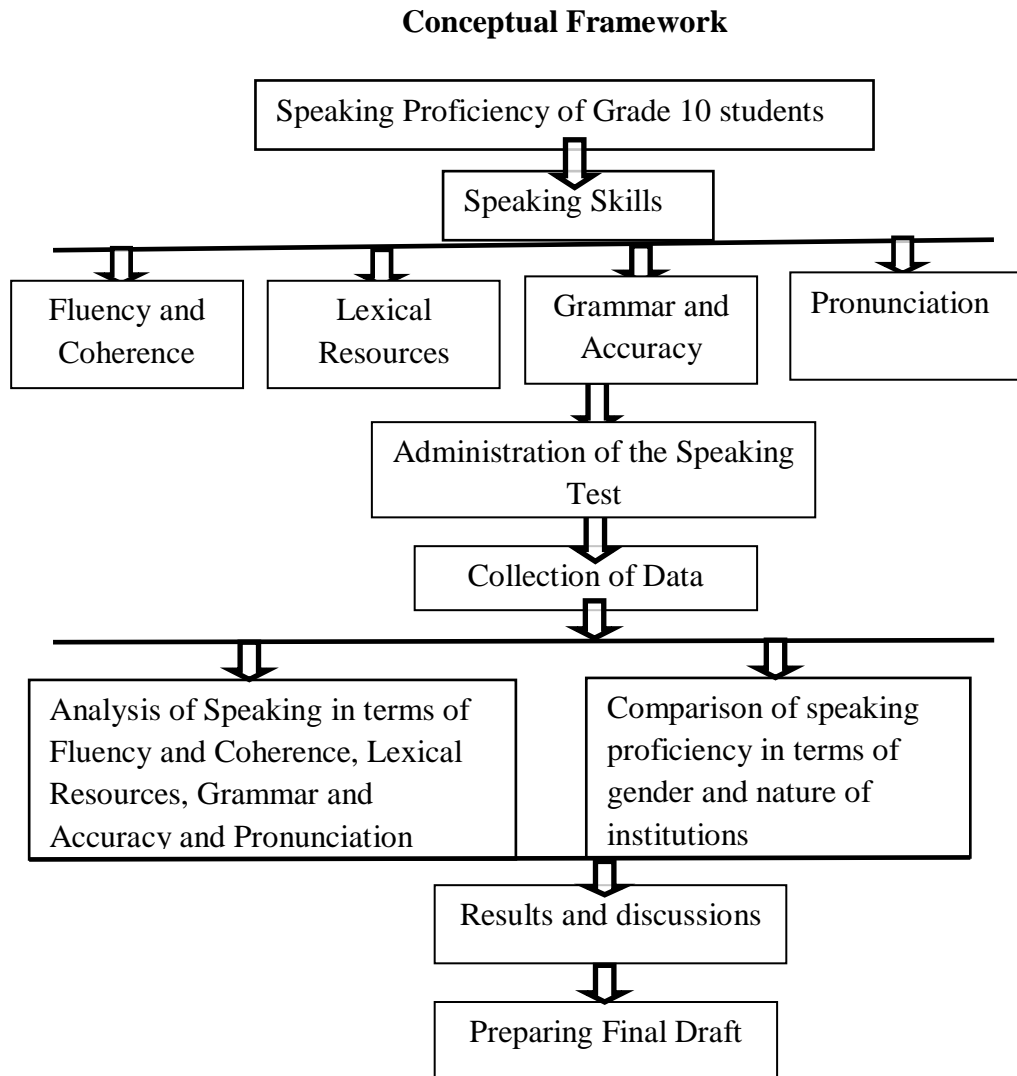 Conceptual Framework
Speaking Proficiency of Grade 10 students
Speaking Skills
Fluency and
Coherence
Lexical
Resources
Grammar and
Accuracy
Pronunciation
Administration of the Speaking
Test
Collection of Data
Analysis of Speaking in terms of
Fluency and Coherence, Lexical
Resources, Grammar and
Accuracy and Pronunciation
Comparison of speaking
proficiency in terms of
gender and nature of
institutions
Results and discussions
Preparing Final Draft